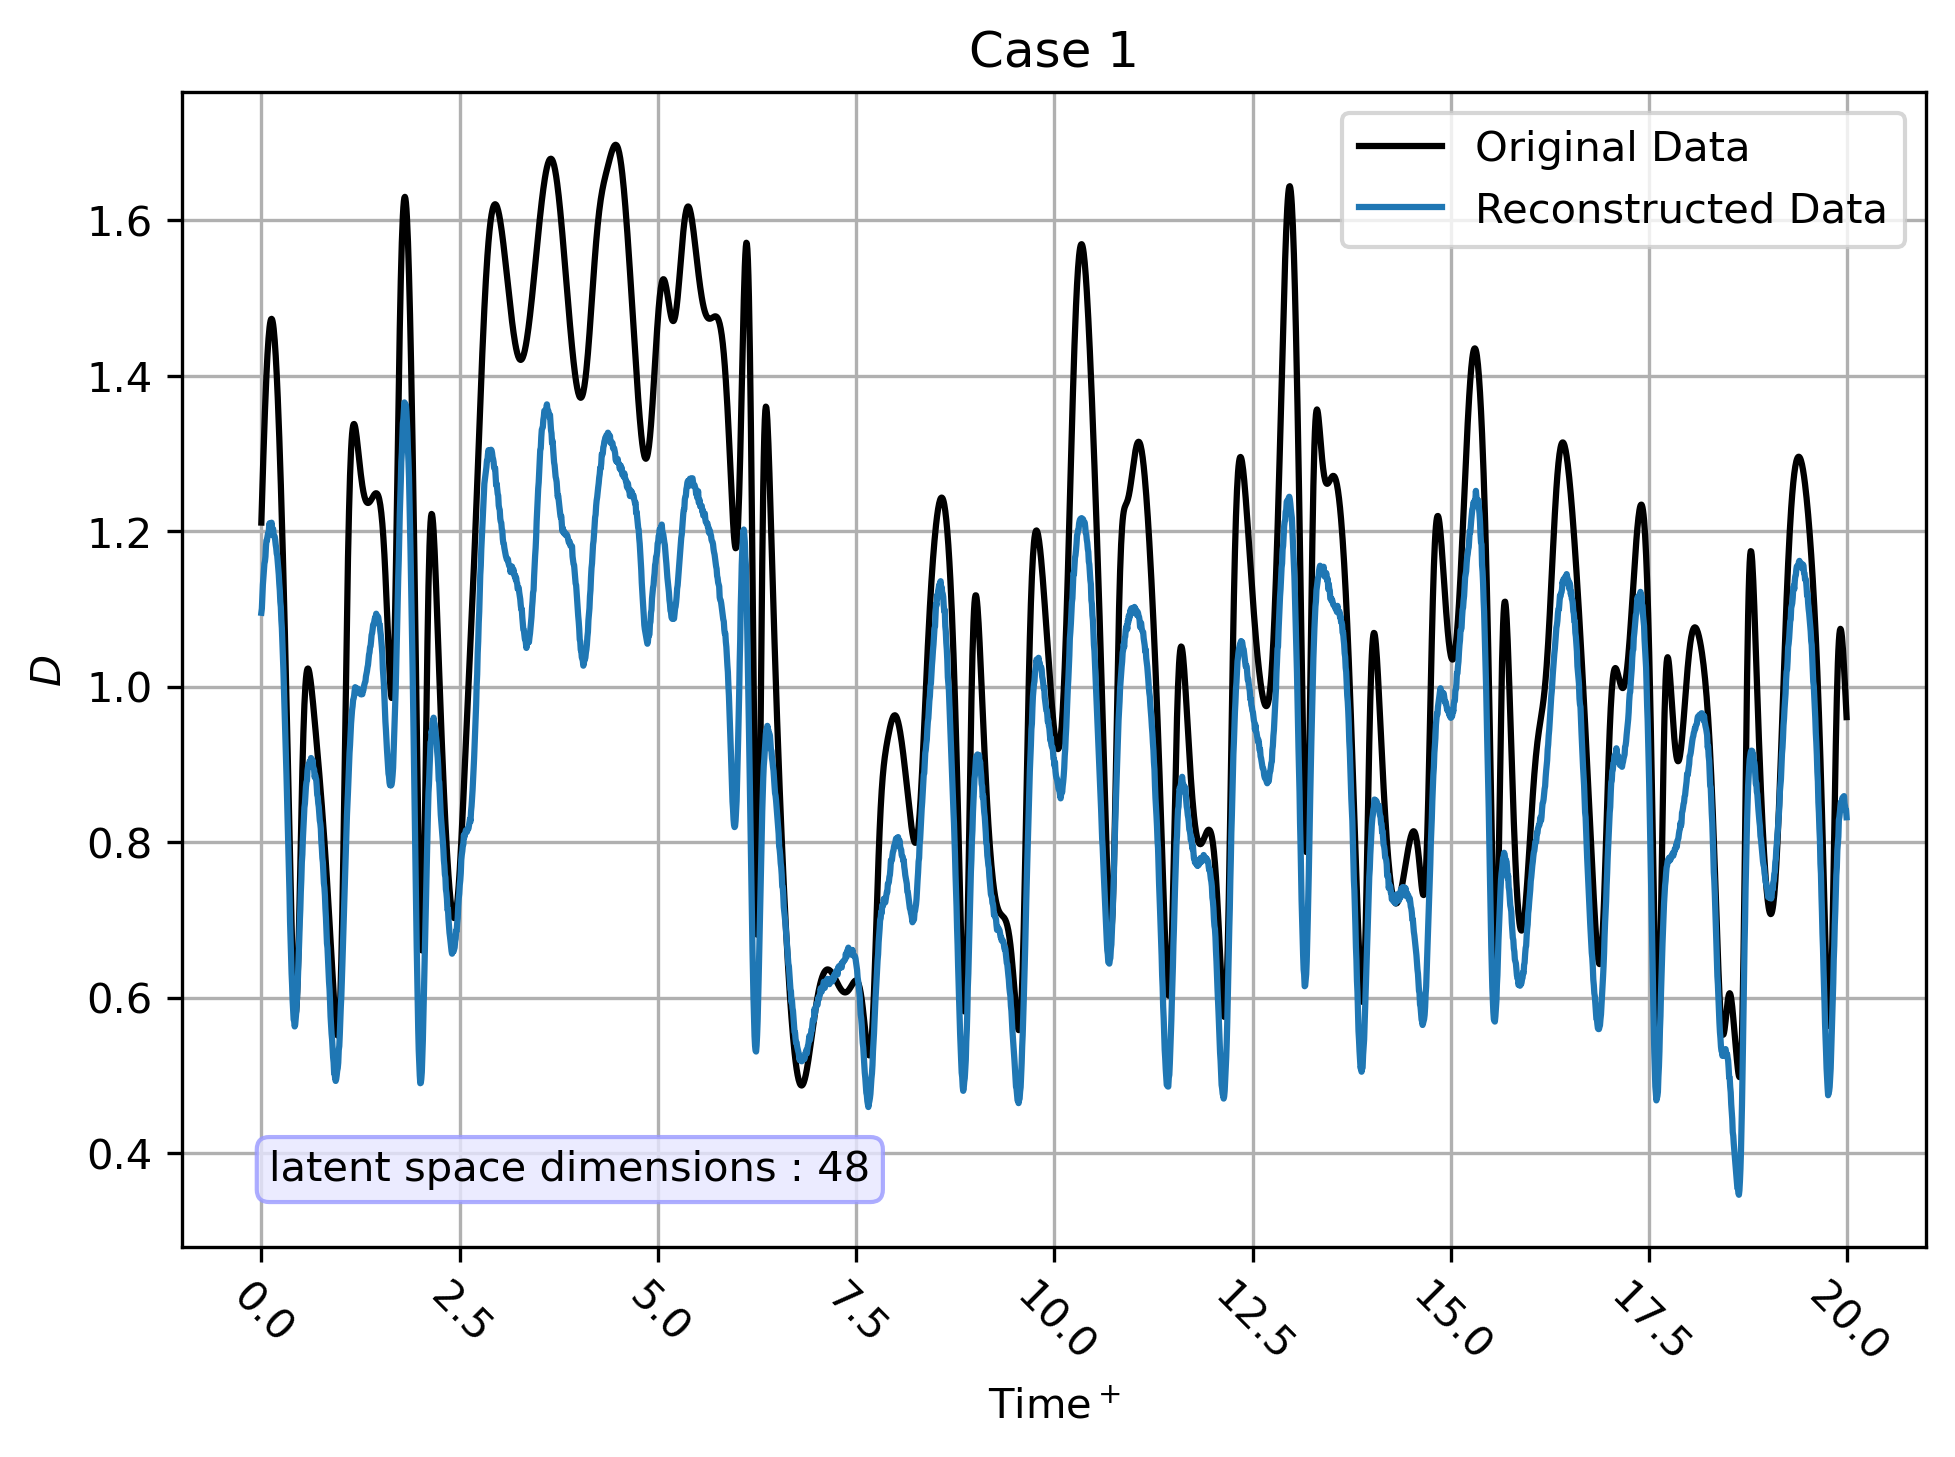 Case 1
Original Data
Reconstructed Data
D
1.6
1.4
1.2
1.0
0.8
0.6
0.4
latent space dimensions : 48
0.0 2.5 5.0 7.5 10.0 12.5 15.0 17.5 20.0
Time⁺